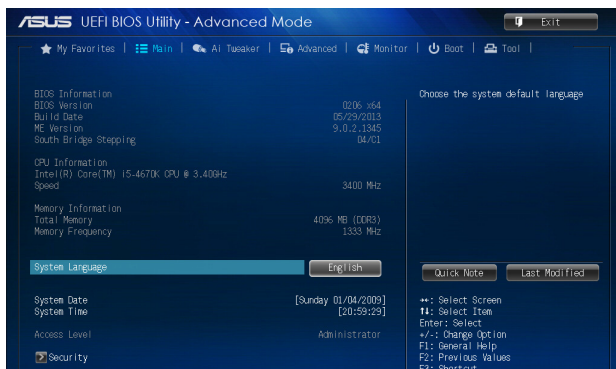 ASUS UEFI BIOS Utility - Advanced Mode
Exit
My Favorites | Main | Ai Tweaker | Advanced | Monitor | Boot | Tool |
BIOS Information
BIOS Version 0206 x64
Build Date 05/29/2013
ME Version 9.0.2.1345
South Bridge Stepping 04/C1
CPU Information
Intel(R) Core(TM) i5-4670K CPU @ 3.40GHz
Speed 3400 MHz
Memory Information
Total Memory 4096 MB (DDR3)
Memory Frequency 1333 MHz
System Language English
System Date [Sunday 01/04/2009]
System Time [20:59:29]
Access Level Administrator
Security
Choose the system default language
Quick Note Last Modified
→←: Select Screen
↑↓: Select Item
Enter: Select
+/-: Change Option
F1: General Help
F2: Previous Values
F3: Shortcut